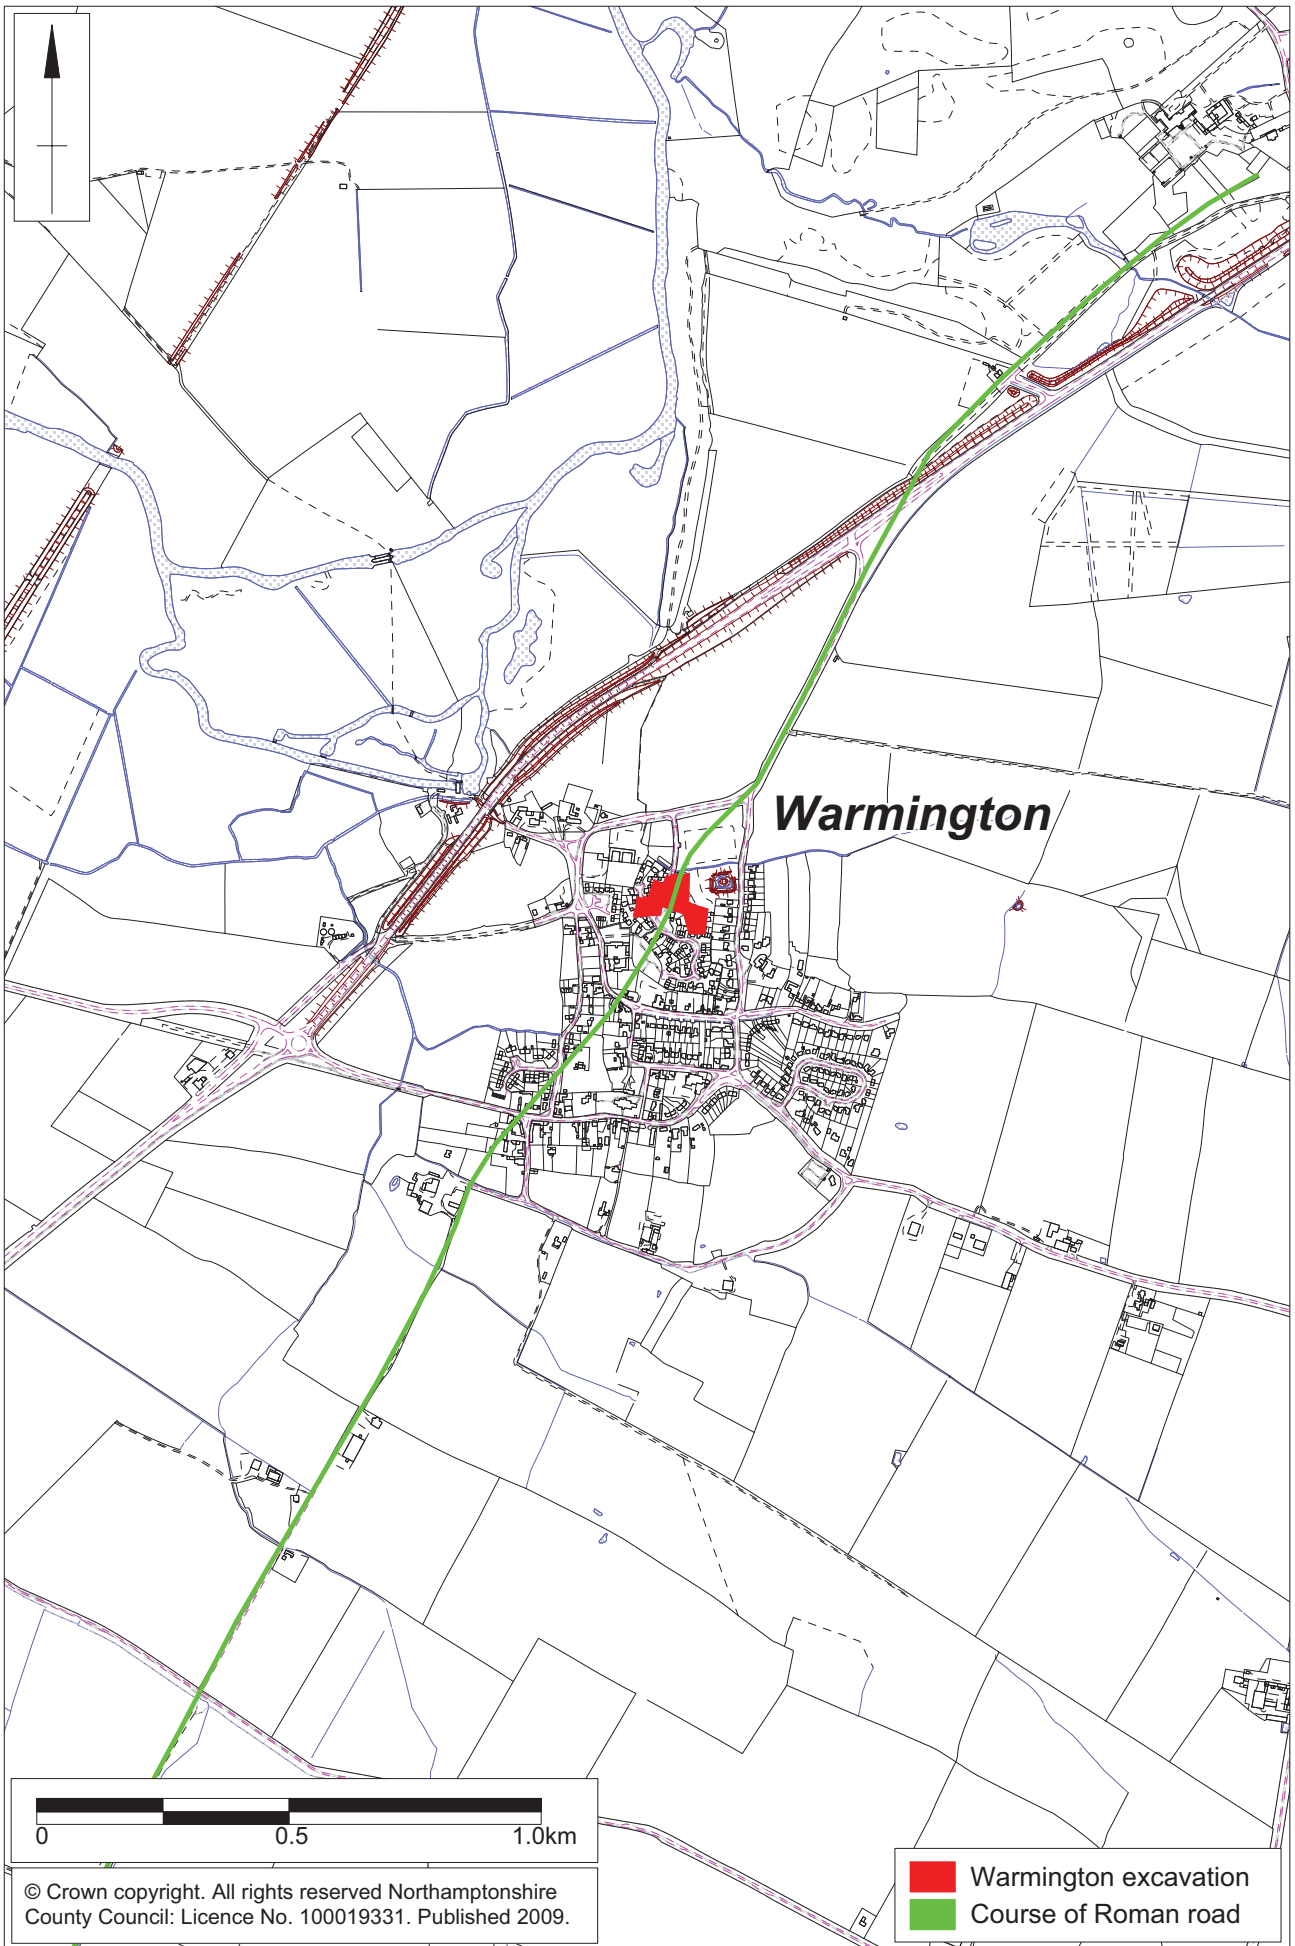 Warmington
0 0.5 1.0km
© Crown copyright. All rights reserved Northamptonshire
County Council: Licence No. 100019331. Published 2009.
Warmington excavation
Course of Roman road